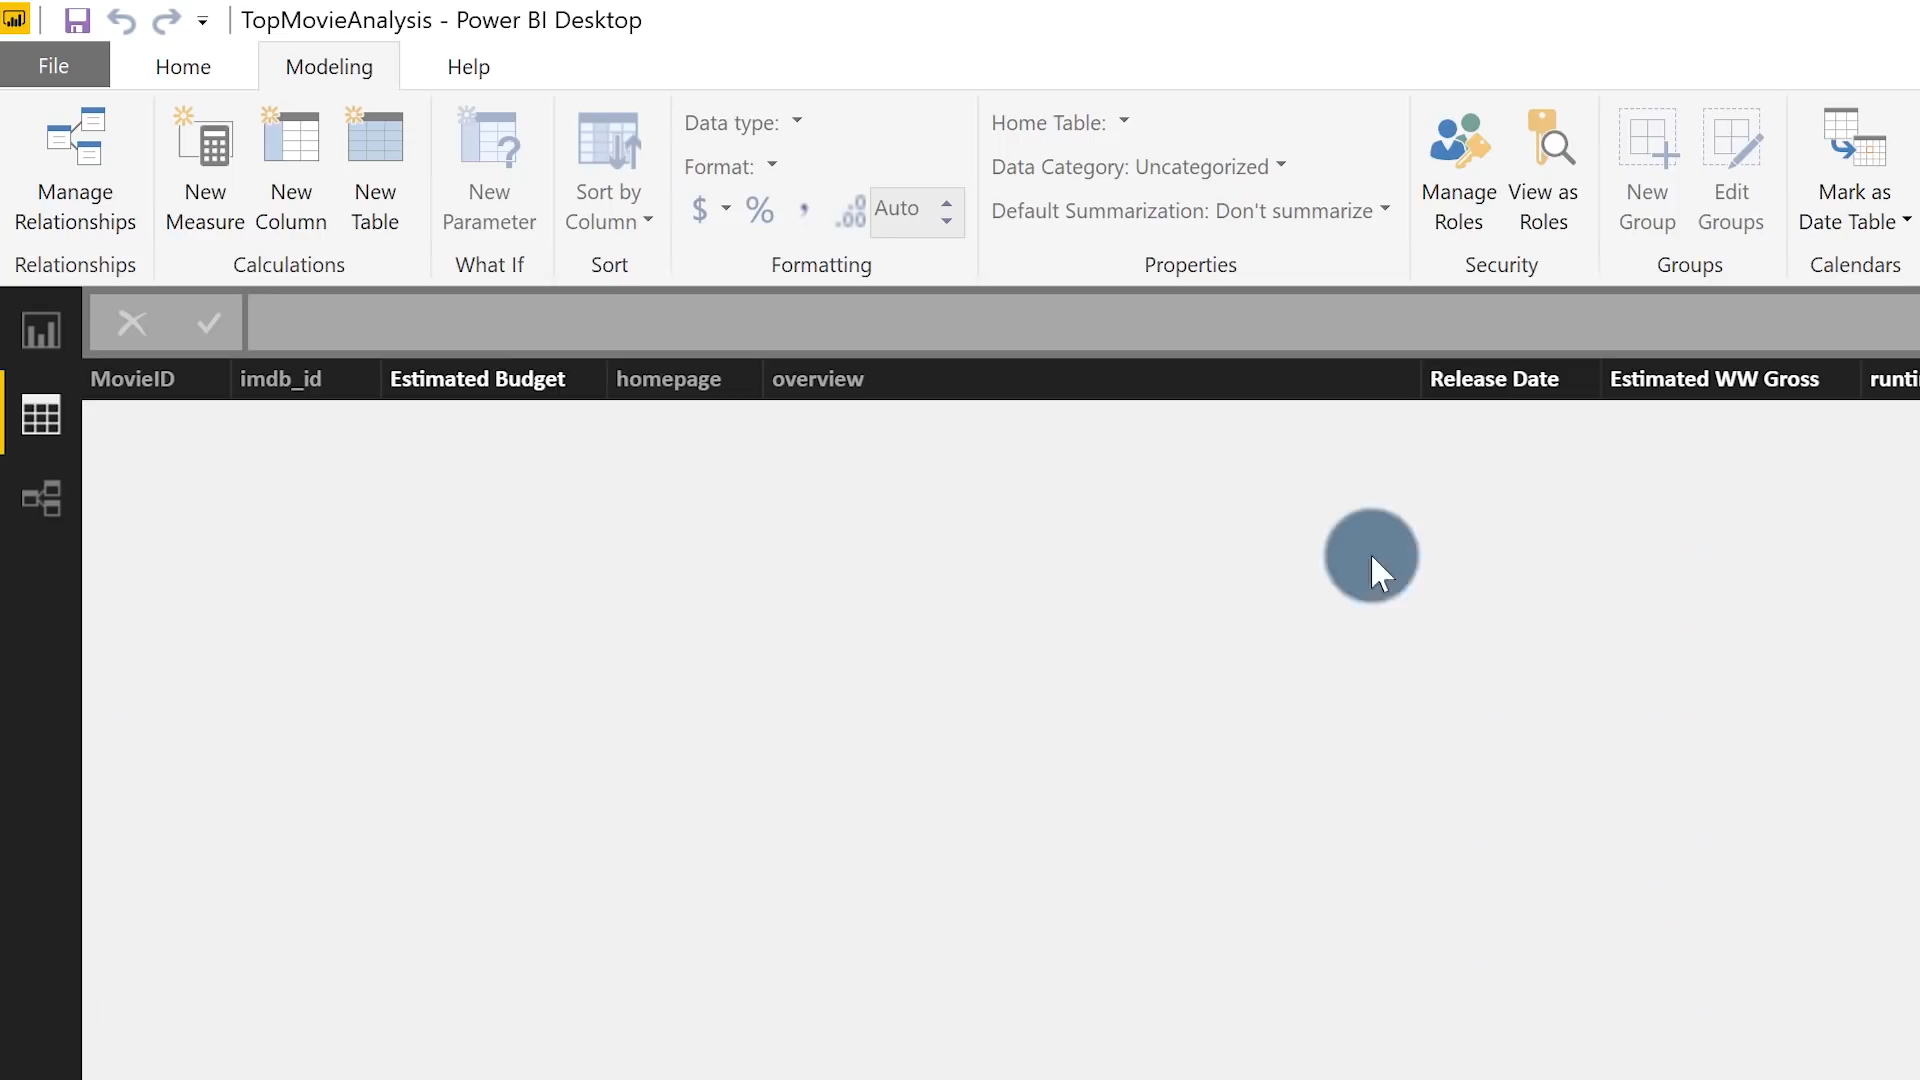 TopMovieAnalysis - Power BI Desktop
File
Home
Modeling
Help
Manage
Relationships
New
Measure
New
Column
New
Table
New
Parameter
Sort by
Column
Data type:
Format:
$
%
,
.00
Auto
Home Table:
Data Category: Uncategorized
Default Summarization: Don't summarize
Manage
Roles
View as
Roles
New
Group
Edit
Groups
Mark as
Date Table
Relationships
Calculations
What If
Sort
Formatting
Properties
Security
Groups
Calendars
MovieID
imdb_id
Estimated Budget
homepage
overview
Release Date
Estimated WW Gross